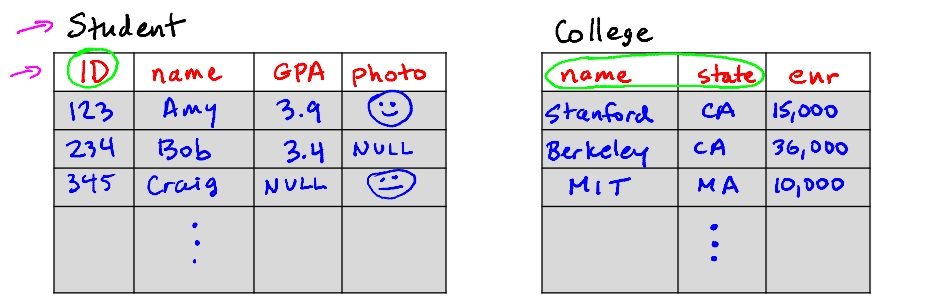 Student
ID name GPA photo
123 Amy 3.9
234 Bob 3.4 NULL
345 Craig NULL
College
name state enr
Stanford CA 15,000
Berkeley CA 36,000
MIT MA 10,000